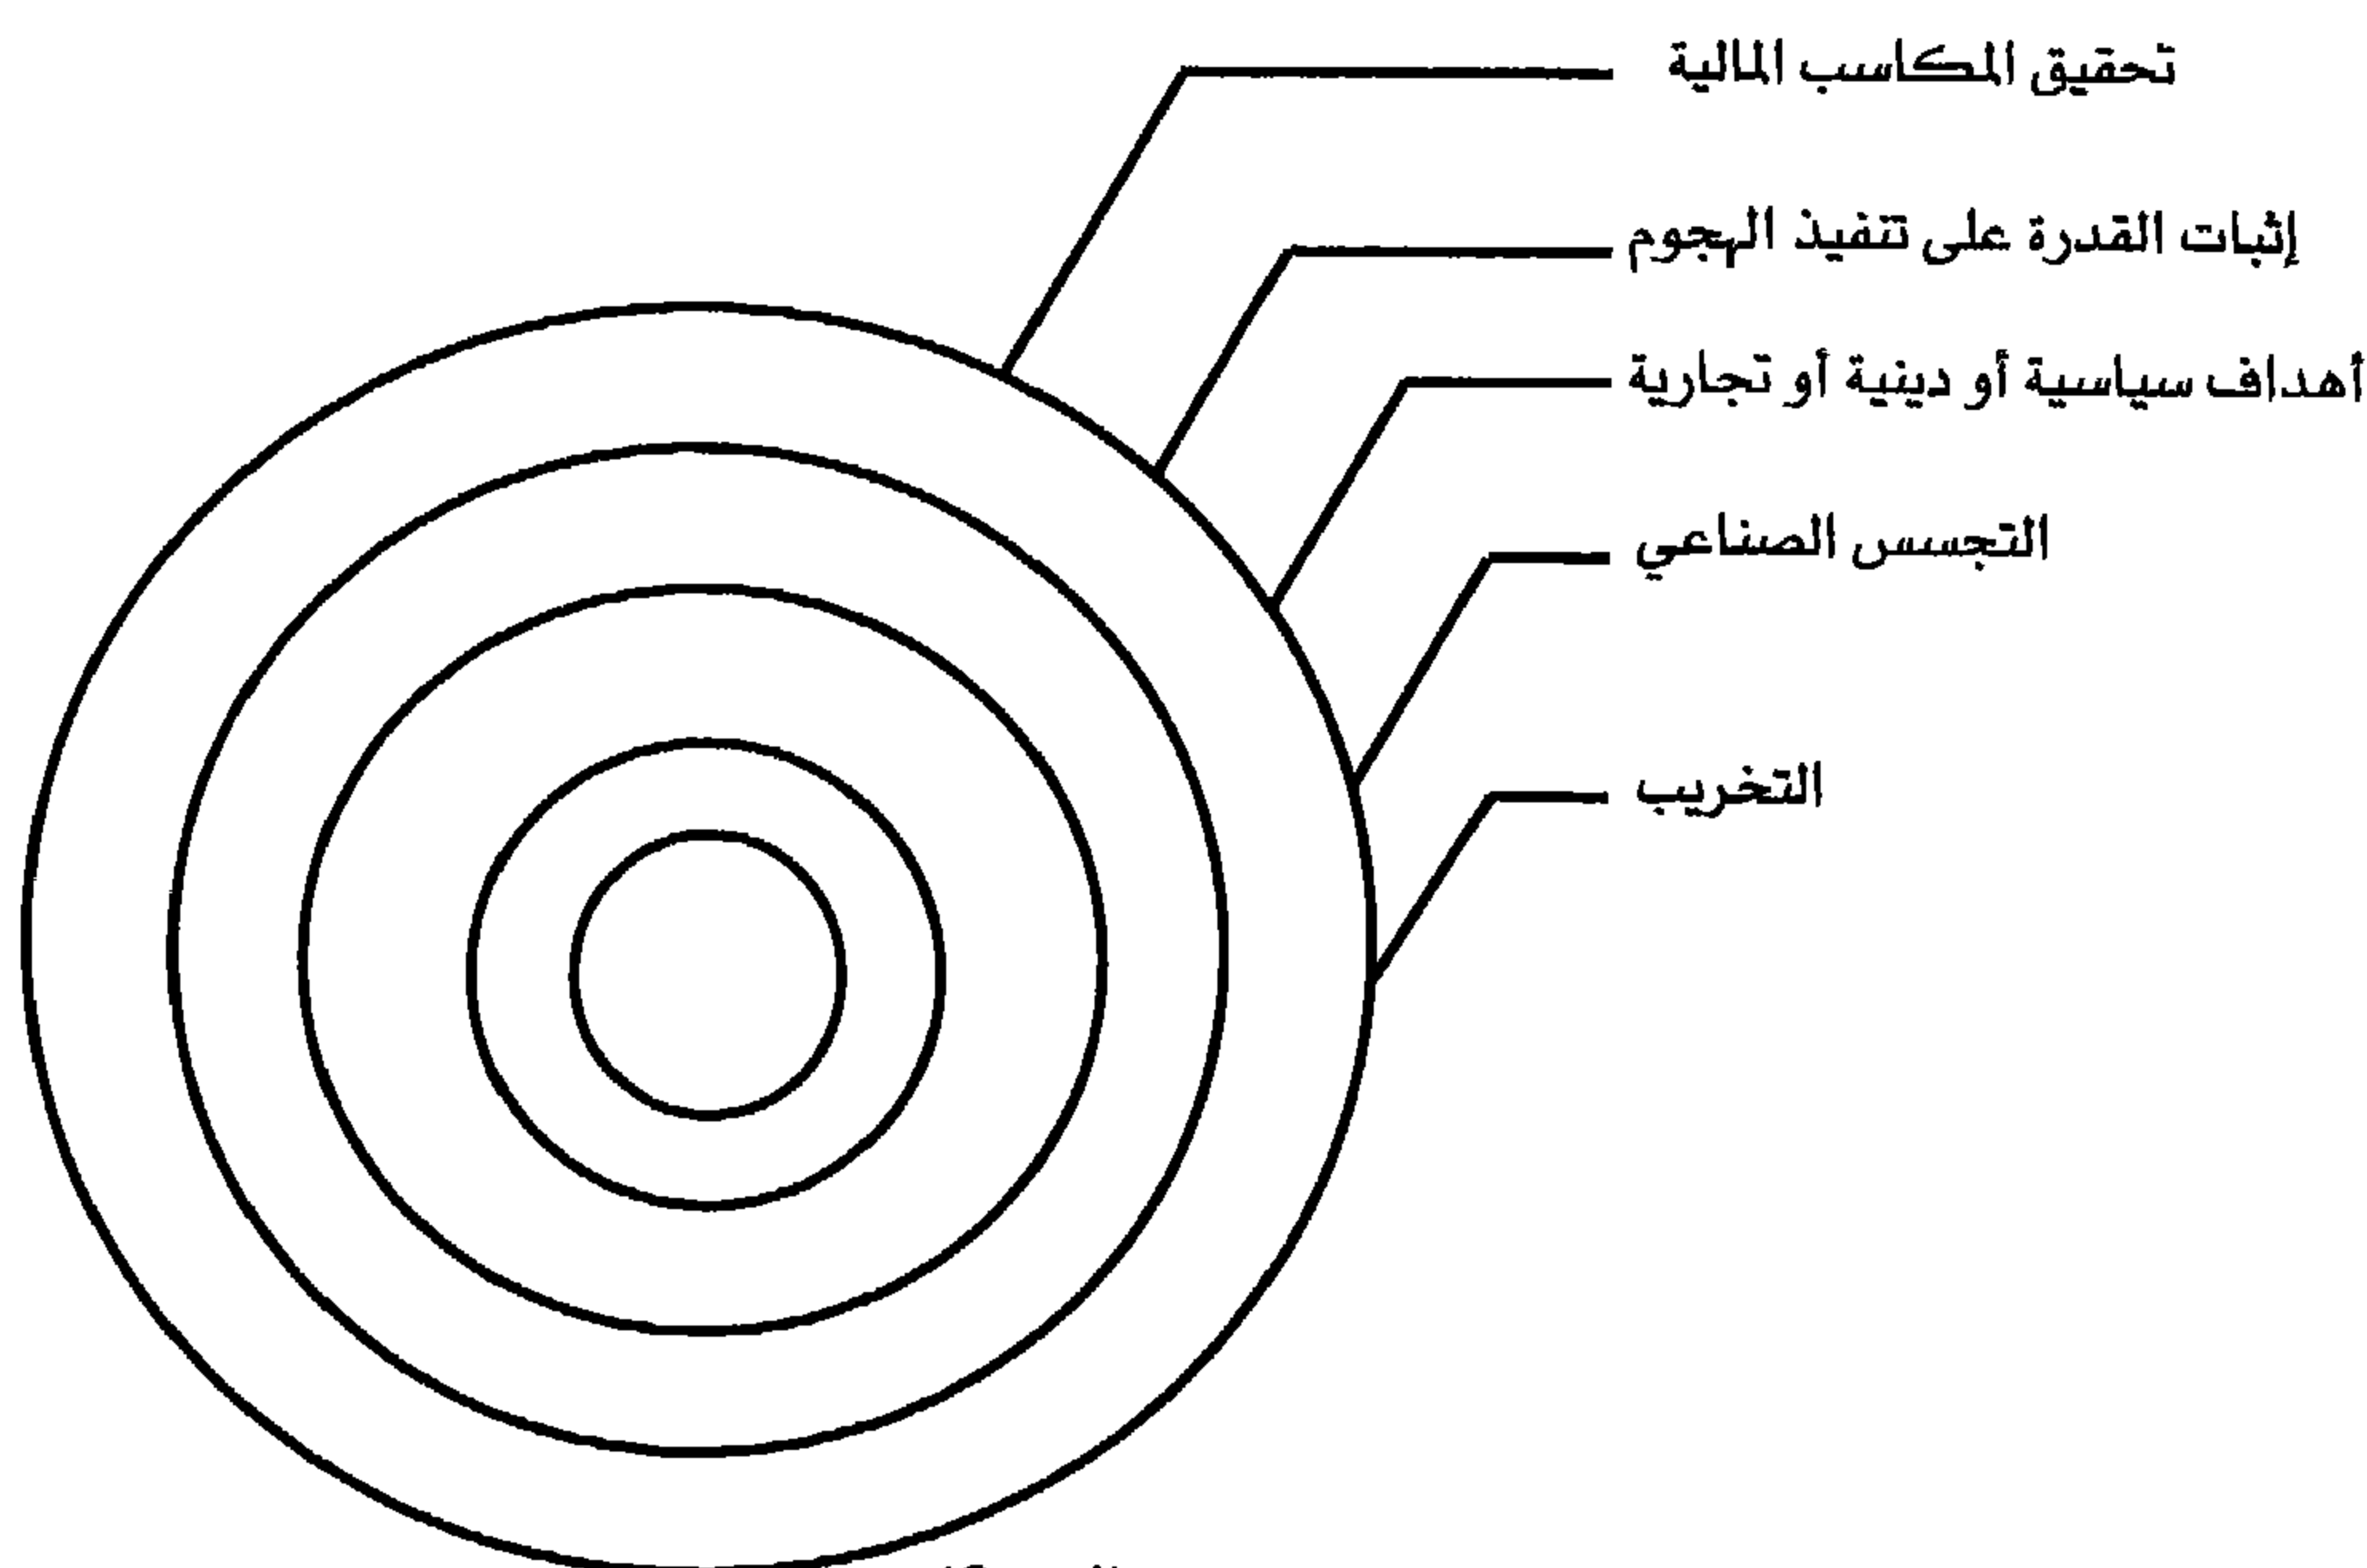 تحقيق المكاسب المالية
إثبات القدرة على تنفيذ الهجوم
أهداف سياسية أو دينية أو تجارية
التجسس الصناعي
التخريب